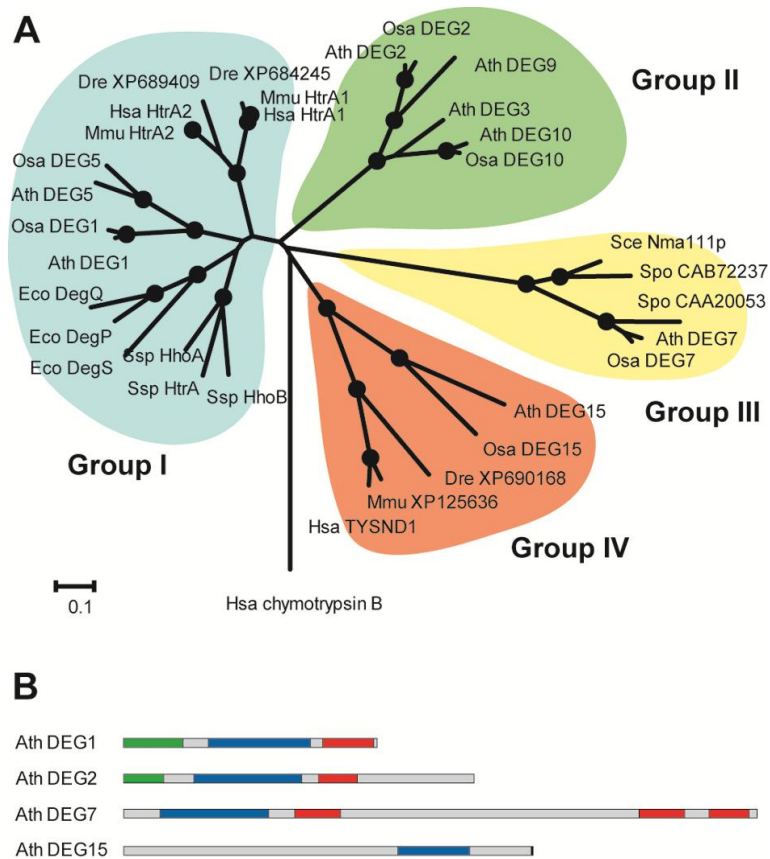 A
Osa DEG2
Ath DEG2
Ath DEG9
Group II
Dre XP689409
Dre XP684245
Mmu HtrA1
Hsa HtrA1
Hsa HtrA2
Mmu HtrA2
Ath DEG3
Ath DEG10
Osa DEG10
Osa DEG5
Ath DEG5
Osa DEG1
Ath DEG1
Eco DegQ
Eco DegP
Eco DegS
Ssp HhoA
Ssp HtrA
Ssp HhoB
Group I
Sce Nma111p
Spo CAB72237
Spo CAA20053
Ath DEG7
Osa DEG7
Group III
Ath DEG15
Osa DEG15
Dre XP690168
Mmu XP125636
Hsa TYSND1
Group IV
0.1
Hsa chymotrypsin B
B
Ath DEG1
Ath DEG2
Ath DEG7
Ath DEG15